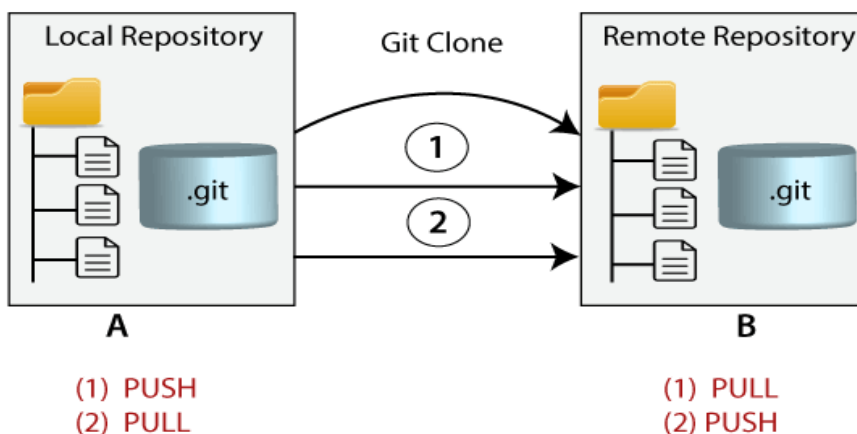 Local Repository
Git Clone
Remote Repository
1
.git
.git
2
A
B
(1) PUSH
(2) PULL
(1) PULL
(2) PUSH